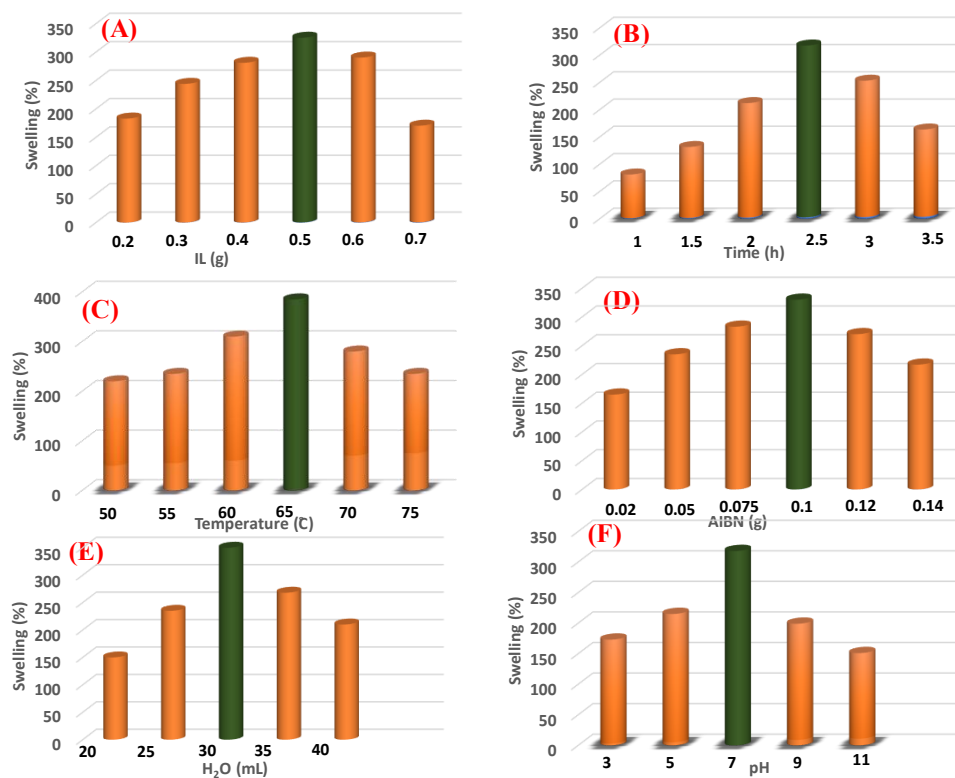 (A)
Swelling (%)
350
300
250
200
150
100
50
0
0.2 0.3 0.4 0.5 0.6 0.7
IL (g)
(B)
Swelling (%)
350
300
250
200
150
100
50
0
1 1.5 2 2.5 3 3.5
Time (h)
(C)
Swelling (%)
400
300
200
100
0
50 55 60 65 70 75
Temperature (C)
(D)
Swelling (%)
350
300
250
200
150
100
50
0
0.02 0.05 0.075 0.1 0.12 0.14
AIBN (g)
(E)
Swelling (%)
350
300
250
200
150
100
50
0
20 25 30 35 40
H₂O (mL)
(F)
Swelling (%)
350
300
250
200
150
100
50
0
3 5 7 9 11
pH